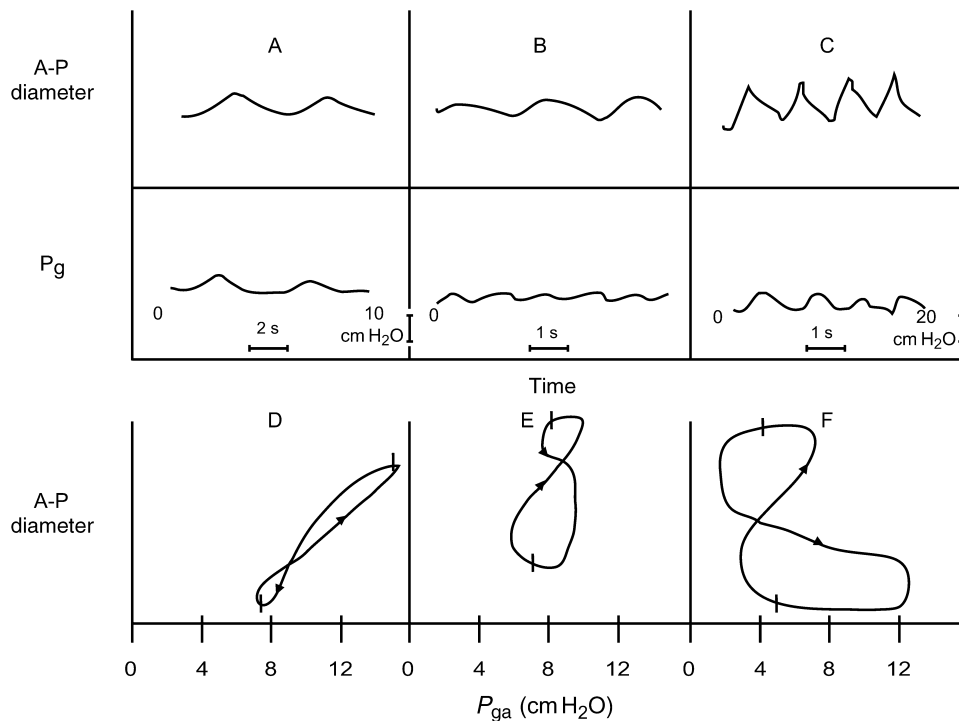 A B C
A-P
diameter
Pg
0 10 0 0 20
2 s 1 s 1 s
cm H2O cm H2O
Time
D E F
A-P
diameter
0 4 8 12 0 4 8 12 0 4 8 12
Pga (cm H2O)